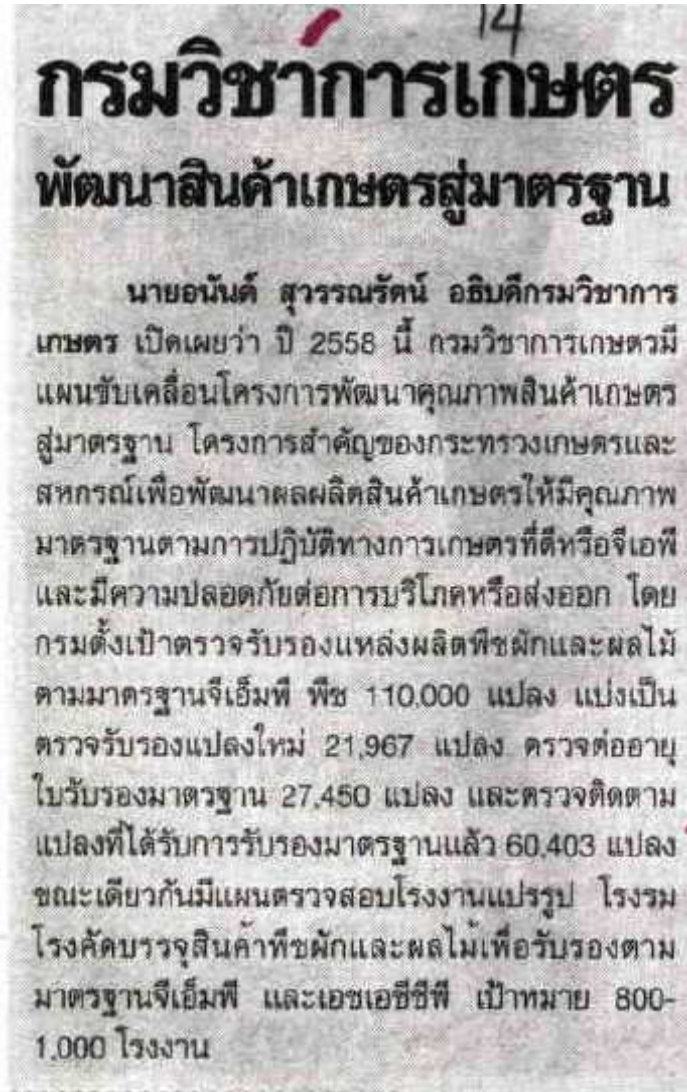 14
กรมวิชาการเกษตร
พัฒนาสินค้าเกษตรสู่มาตรฐาน
นายอนันต์ สุวรรณรัตน์ อธิบดีกรมวิชาการ
เกษตร เปิดเผยว่า ปี 2558 นี้ กรมวิชาการเกษตรมี
แผนขับเคลื่อนโครงการพัฒนาคุณภาพสินค้าเกษตร
สู่มาตรฐาน โครงการสำคัญของกระทรวงเกษตรและ
สหกรณ์เพื่อพัฒนาผลผลิตสินค้าเกษตรให้มีคุณภาพ
มาตรฐานตามการปฏิบัติทางการเกษตรที่ดีหรือจีเอพี
และมีความปลอดภัยต่อการบริโภคหรือส่งออก โดย
กรมตั้งเป้าตรวจรับรองแหล่งผลิตพืชผักและผลไม้
ตามมาตรฐานจีเอ็มพี พืช 110,000 แปลง แบ่งเป็น
ตรวจรับรองแปลงใหม่ 21,967 แปลง ตรวจต่ออายุ
ใบรับรองมาตรฐาน 27,450 แปลง และตรวจติดตาม
แปลงที่ได้รับการรับรองมาตรฐานแล้ว 60,403 แปลง
ขณะเดียวกันมีแผนตรวจสอบโรงงานแปรรูป โรงรม
โรงคัดบรรจุสินค้าพืชผักและผลไม้เพื่อรับรองตาม
มาตรฐานจีเอ็มพี และเอชเอซีซีพี เป้าหมาย 800-
1,000 โรงงาน